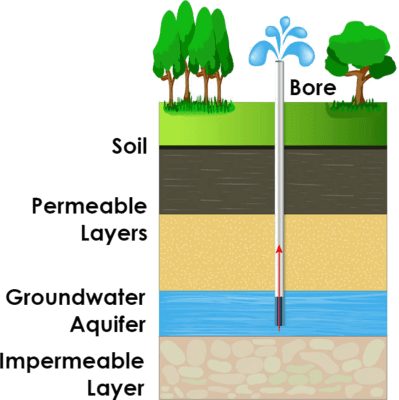 Bore
Soil
Permeable
Layers
Groundwater
Aquifer
Impermeable
Layer